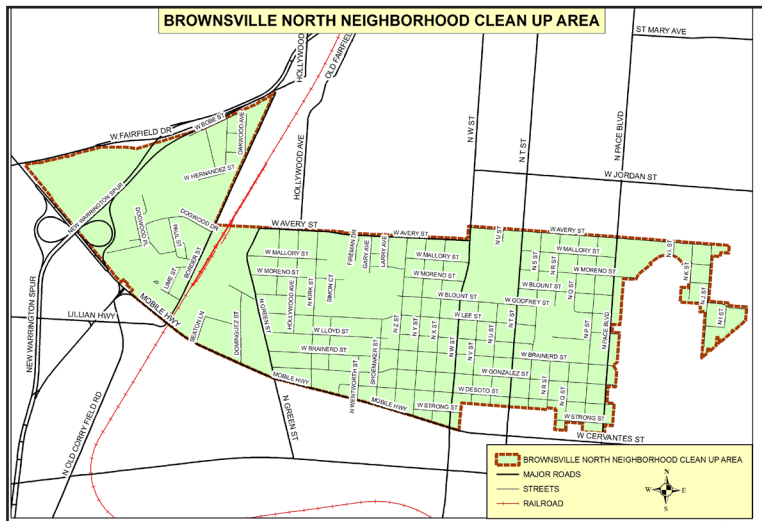 BROWNSVILLE NORTH NEIGHBORHOOD CLEAN UP AREA
ST MARY AVE
HOLLYWOOD
OLD FAIRFIEL
W FAIRFIELD DR
W BOBE ST
OAKWOOD AVE
HOLLYWOOD AVE
N W ST
N T ST
N PACE BLVD
W HERNANDEZ ST
W JORDAN ST
NEW WARRINGTON SPUR
DOGWOOD PL
PAUL ST
DOGWOOD DR
BORDER ST
LIME ST
W AVERY ST
W AVERY ST
W AVERY ST
N U ST
FIREMAN DR
GARY AVE
LARRY AVE
W MALLORY ST
W MALLORY ST
W MALLORY ST
N S ST
N R ST
N L ST
W MORENO ST
W MORENO ST
W MORENO ST
N K ST
N J ST
N I ST
HOLLYWOOD AVE
N KIRK ST
SIMON CT
W BLOUNT ST
W BLOUNT ST
N Q ST
W GODFREY ST
MOBILE HWY
LILLIAN HWY
SEATON LN
DOMINGUEZ ST
N GREEN ST
W LLOYD ST
W LEE ST
N Z ST
N Y ST
N X ST
N W ST
N V ST
N U ST
N T ST
N P ST
N PACE BLVD
W BRAINERD ST
W BRAINERD ST
NEW WARRINGTON SPUR
N OLD CORRY FIELD RD
MOBILE HWY
N WENTWORTH ST
SHOEMAKER ST
W GONZALEZ ST
W DESOTO ST
N R ST
N Q ST
N GREEN ST
MOBILE HWY
W STRONG ST
W STRONG ST
W CERVANTES ST
BROWNSVILLE NORTH NEIGHBORHOOD CLEAN UP AREA
MAJOR ROADS
STREETS
RAILROAD
N
W E
S